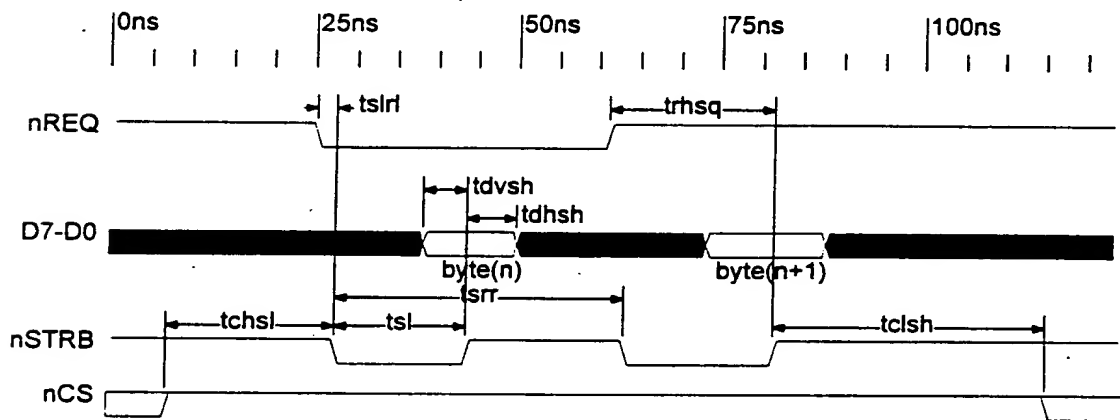 0ns 25ns 50ns 75ns 100ns
tslrl trhsq
nREQ
tdvsh
tdhsh
D7-D0
byte(n) byte(n+1)
tsrr
tchsl tsl tclsh
nSTRB
nCS